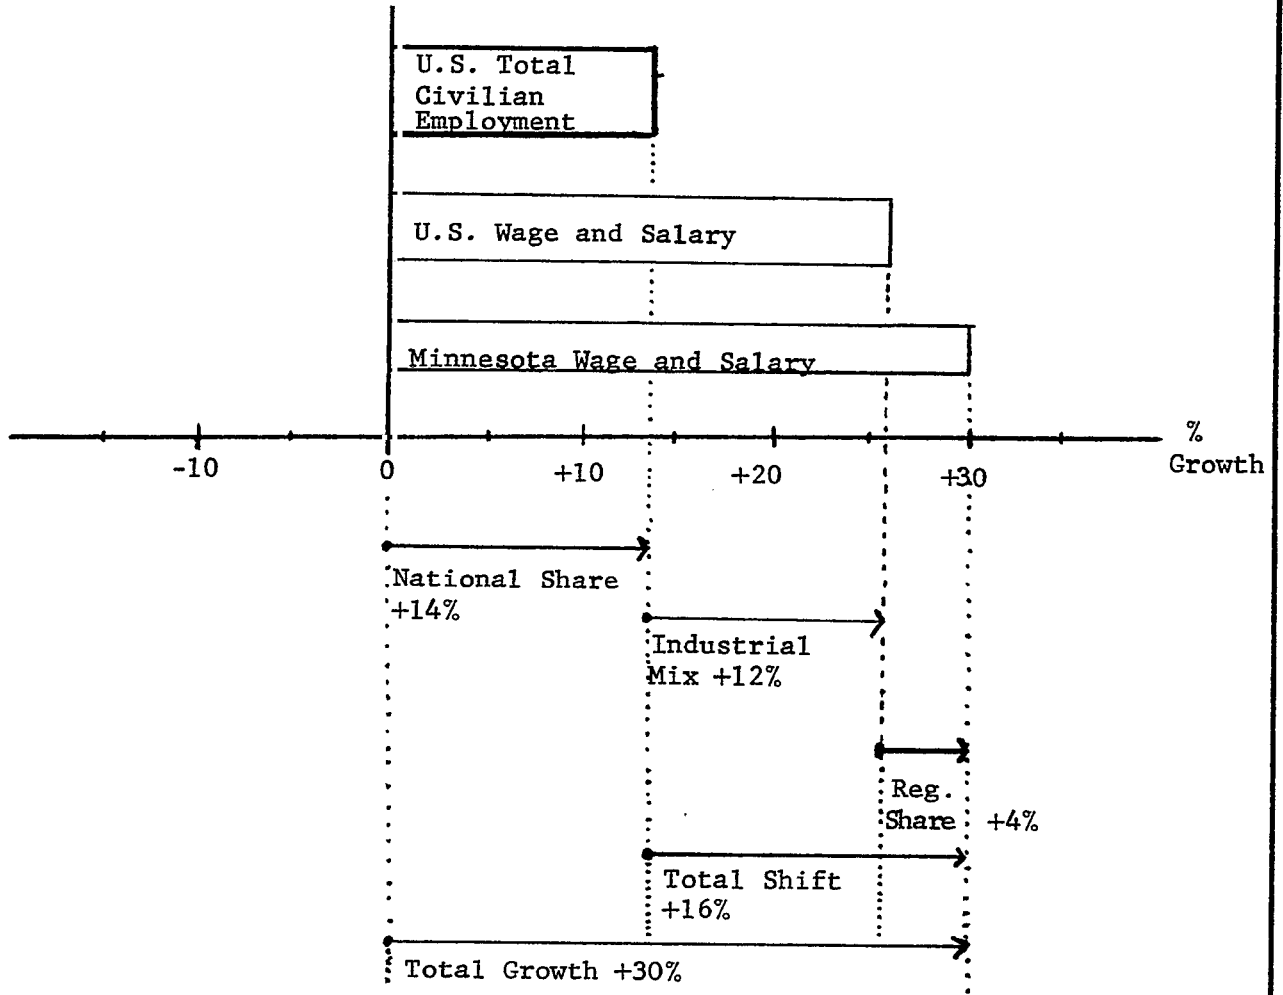 U.S. Total
Civilian
Employment
U.S. Wage and Salary
Minnesota Wage and Salary
%
Growth
-10
0
+10
+20
+30
National Share
+14%
Industrial
Mix +12%
Reg.
Share +4%
Total Shift
+16%
Total Growth +30%